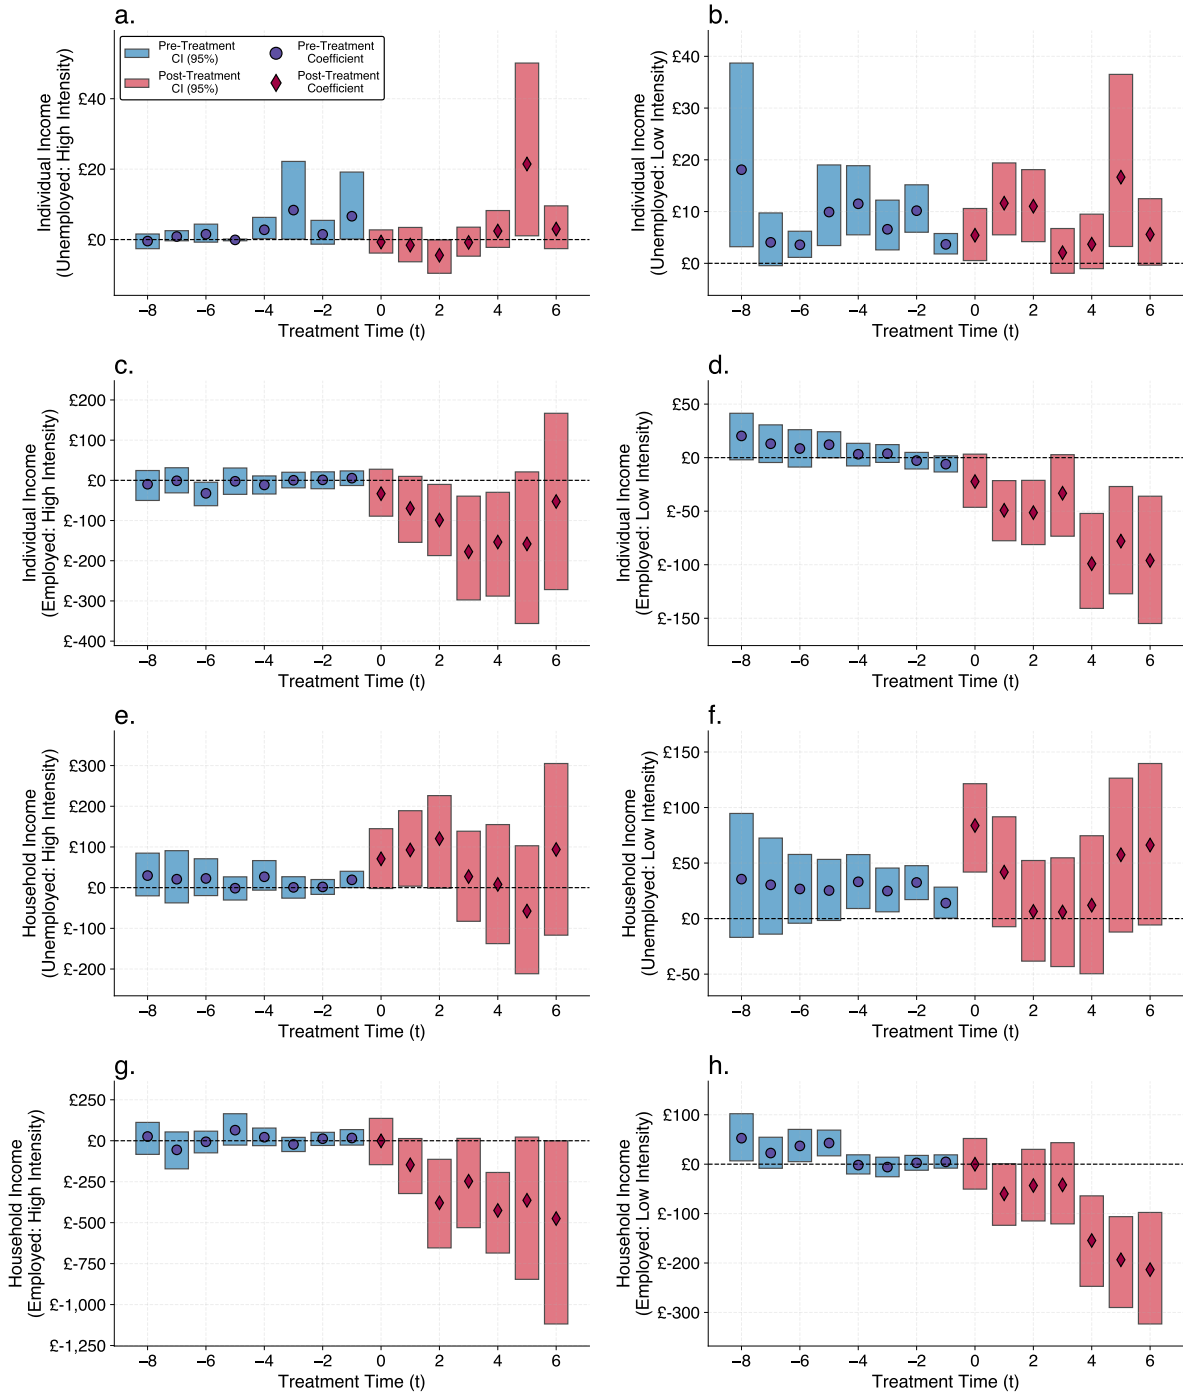 a.
Pre-Treatment
CI (95%)
Pre-Treatment
Coefficient
Post-Treatment
CI (95%)
Post-Treatment
Coefficient
Individual Income
(Unemployed: High Intensity)
£40
£20
£0
−8 −6 −4 −2 0 2 4 6
Treatment Time (t)
b.
Individual Income
(Unemployed: Low Intensity)
£40
£30
£20
£10
£0
−8 −6 −4 −2 0 2 4 6
Treatment Time (t)
c.
Individual Income
(Employed: High Intensity)
£200
£100
£0
£-100
£-200
£-300
£-400
−8 −6 −4 −2 0 2 4 6
Treatment Time (t)
d.
Individual Income
(Employed: Low Intensity)
£50
£0
£-50
£-100
£-150
−8 −6 −4 −2 0 2 4 6
Treatment Time (t)
e.
Household Income
(Unemployed: High Intensity)
£300
£200
£100
£0
£-100
£-200
−8 −6 −4 −2 0 2 4 6
Treatment Time (t)
f.
Household Income
(Unemployed: Low Intensity)
£150
£100
£50
£0
£-50
−8 −6 −4 −2 0 2 4 6
Treatment Time (t)
g.
Household Income
(Employed: High Intensity)
£250
£0
£-250
£-500
£-750
£-1,000
£-1,250
−8 −6 −4 −2 0 2 4 6
Treatment Time (t)
h.
Household Income
(Employed: Low Intensity)
£100
£0
£-100
£-200
£-300
−8 −6 −4 −2 0 2 4 6
Treatment Time (t)